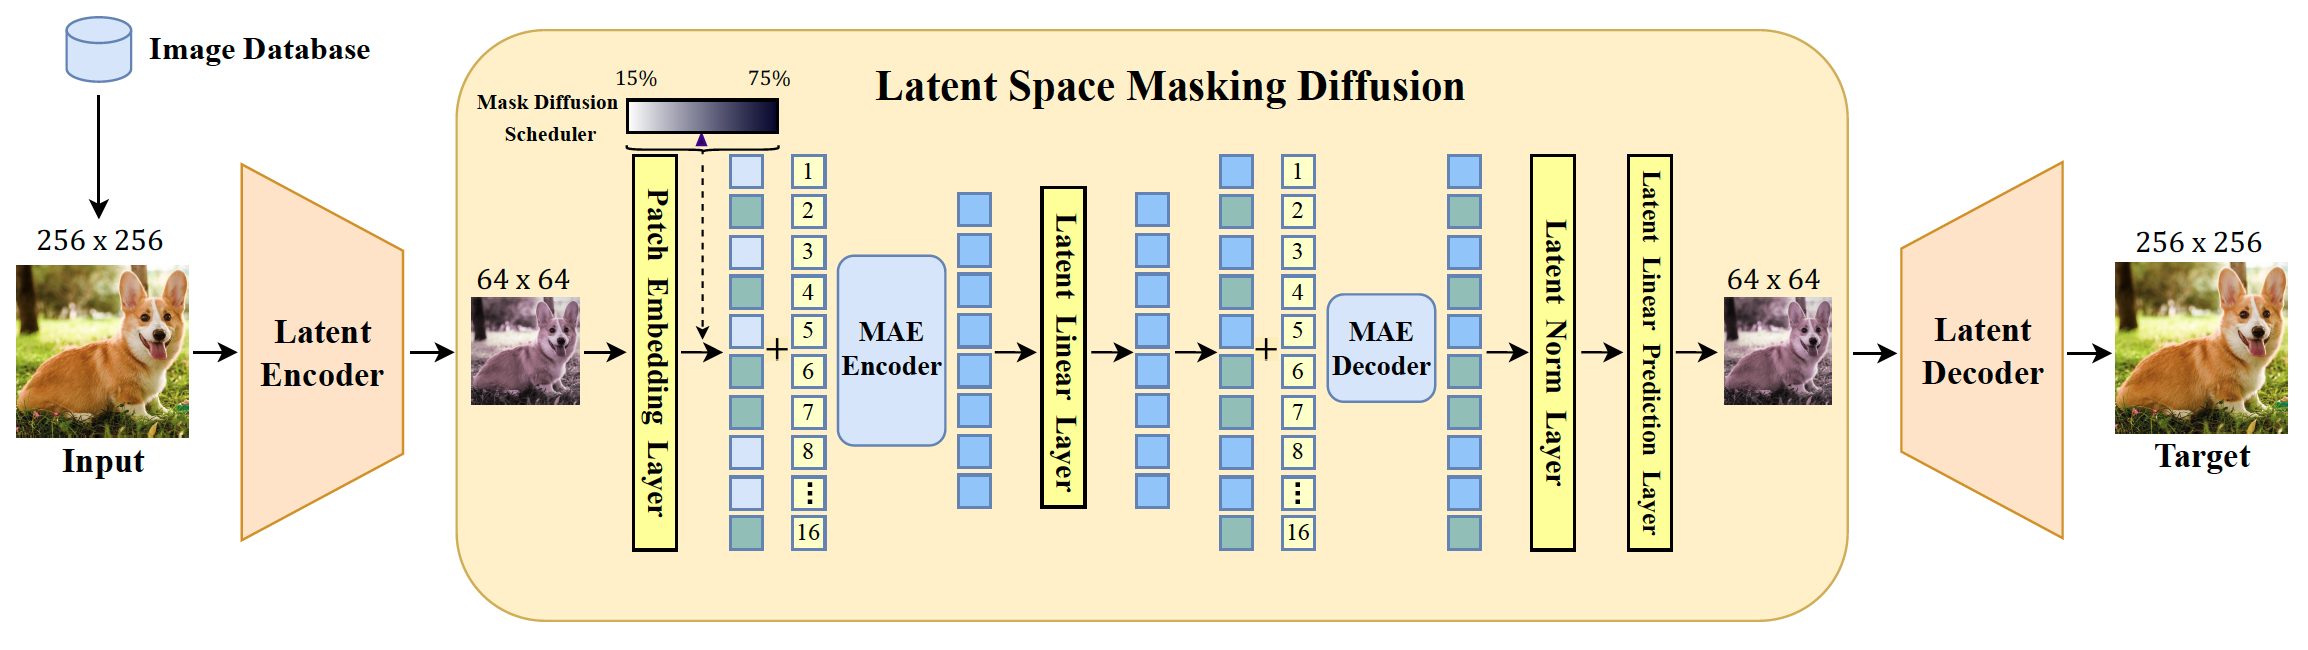 Image Database
256 x 256
Input
Latent
Encoder
Latent Space Masking Diffusion
15%
75%
Mask Diffusion
Scheduler
64 x 64
Patch Embedding Layer
1
2
3
4
5
6
7
8
...
16
+
MAE
Encoder
Latent Linear Layer
1
2
3
4
5
6
7
8
...
16
+
MAE
Decoder
Latent Norm Layer
Latent Linear Prediction Layer
64 x 64
Latent
Decoder
256 x 256
Target